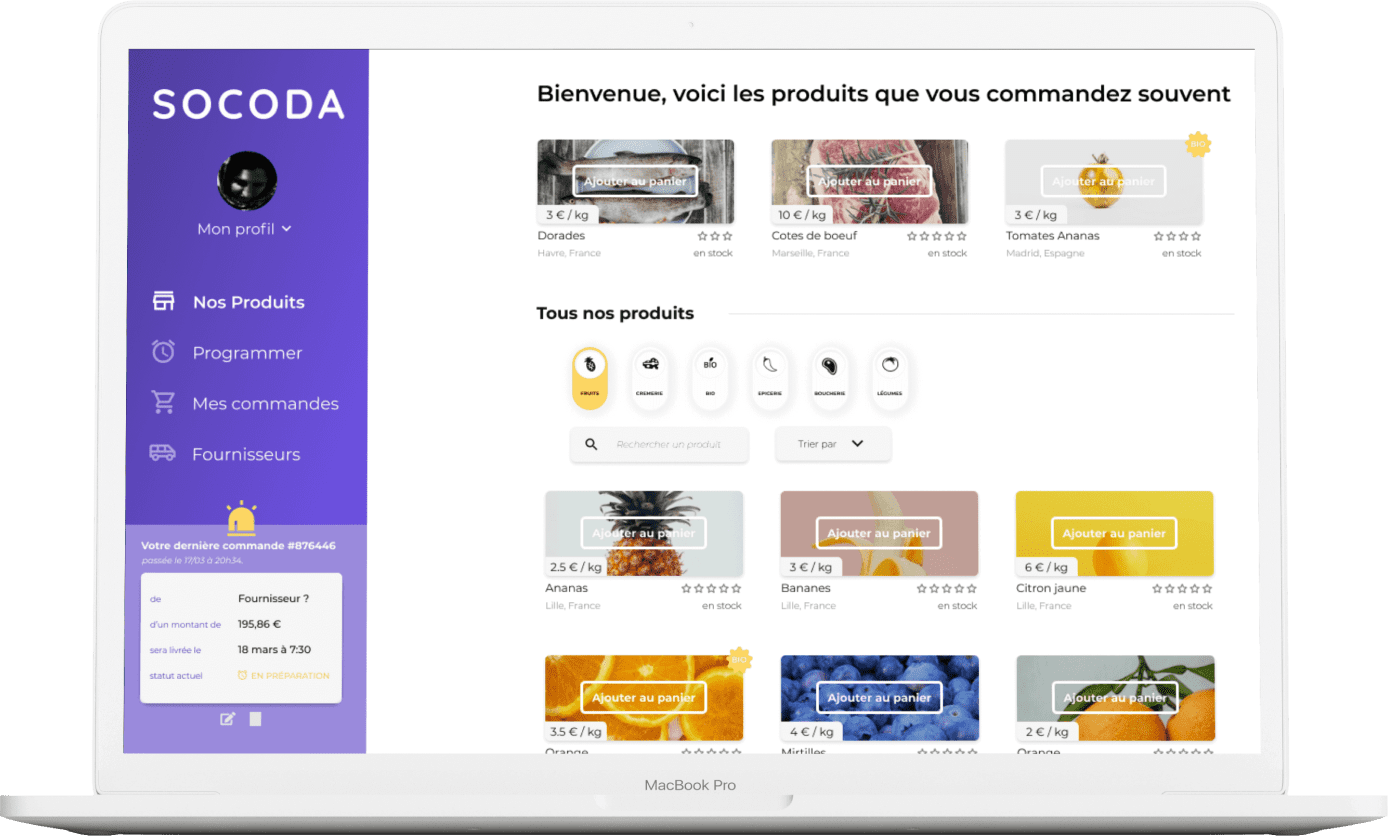 SOCODA
Mon profil
Nos Produits
Programmer
Mes commandes
Fournisseurs
Votre dernière commande #876446
passée le 17/03 à 20h34.
de Fournisseur ?
d'un montant de 195,86 €
sera livrée le 18 mars à 7:30
statut actuel EN PRÉPARATION
Bienvenue, voici les produits que vous commandez souvent
Ajouter au panier
3 € / kg
Dorades
Havre, France
en stock
Ajouter au panier
10 € / kg
Cotes de boeuf
Marseille, France
en stock
BIO
Ajouter au panier
3 € / kg
Tomates Ananas
Madrid, Espagne
en stock
Tous nos produits
FRUITS
CREMERIE
BIO
BIO
EPICERIE
BOUCHERIE
LÉGUMES
Rechercher un produit
Trier par
Ajouter au panier
2.5 € / kg
Ananas
Lille, France
en stock
Ajouter au panier
3 € / kg
Bananes
Lille, France
en stock
Ajouter au panier
6 € / kg
Citron jaune
Lille, France
en stock
BIO
Ajouter au panier
3.5 € / kg
Orange
Ajouter au panier
4 € / kg
Mirtilles
Ajouter au panier
2 € / kg
Orange
MacBook Pro